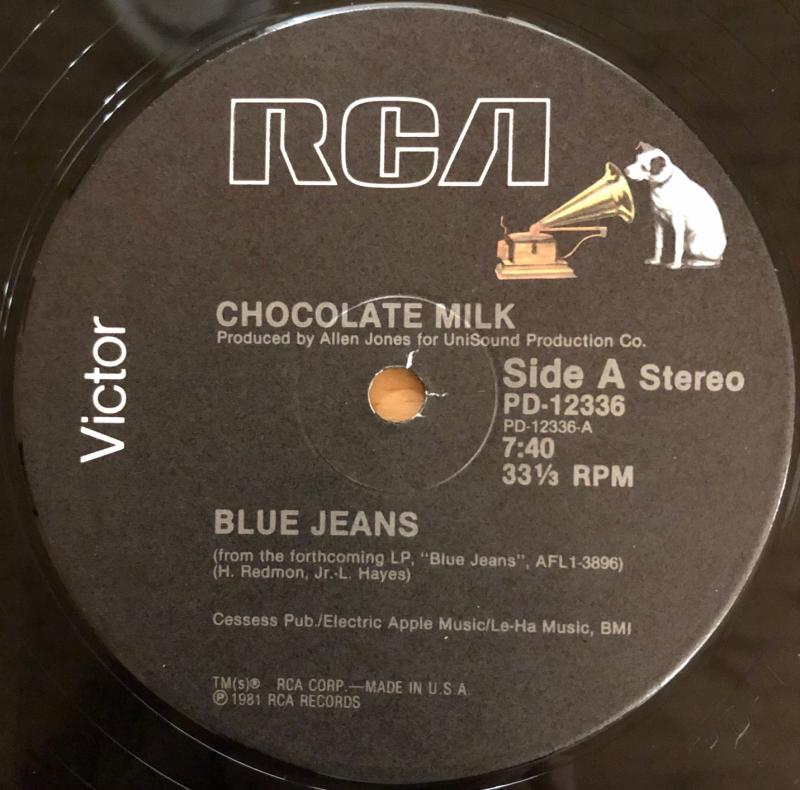 RCA
Victor
CHOCOLATE MILK
Produced by Allen Jones for UniSound Production Co.
Side A Stereo
PD-12336
PD-12336-A
7:40
33⅓ RPM
BLUE JEANS
(from the forthcoming LP, "Blue Jeans", AFL1-3896)
(H. Redmon, Jr.-L. Hayes)
Cessess Pub./Electric Apple Music/Le-Ha Music, BMI
TM(s)® RCA CORP.—MADE IN U.S.A.
℗ 1981 RCA RECORDS